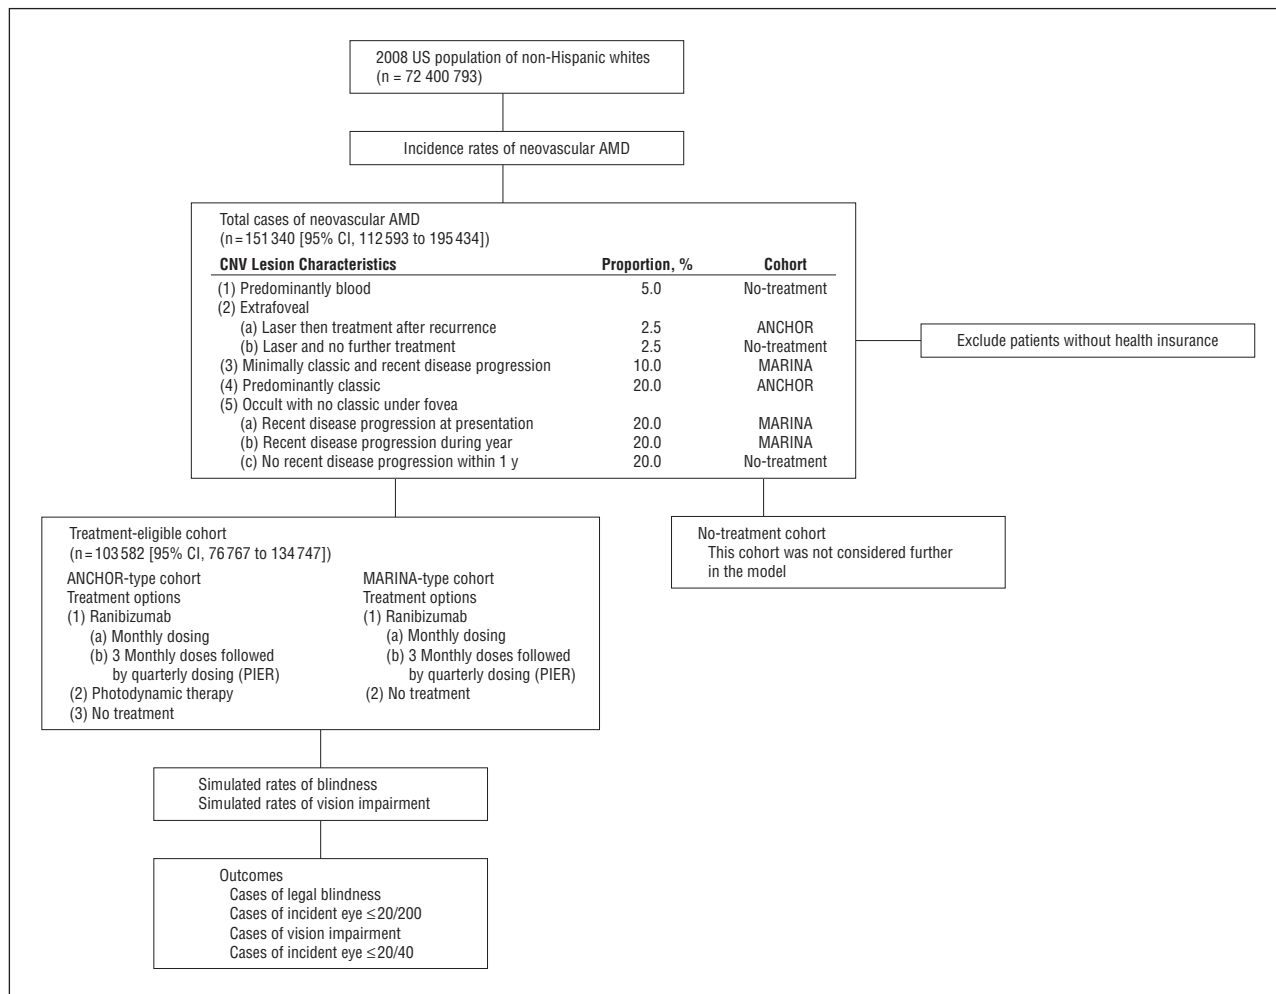 2008 US population of non-Hispanic whites
(n = 72 400 793)
Incidence rates of neovascular AMD
Total cases of neovascular AMD
(n = 151 340 [95% CI, 112 593 to 195 434])
CNV Lesion Characteristics Proportion, % Cohort
(1) Predominantly blood 5.0 No-treatment
(2) Extrafoveal
(a) Laser then treatment after recurrence 2.5 ANCHOR
(b) Laser and no further treatment 2.5 No-treatment
(3) Minimally classic and recent disease progression 10.0 MARINA
(4) Predominantly classic 20.0 ANCHOR
(5) Occult with no classic under fovea
(a) Recent disease progression at presentation 20.0 MARINA
(b) Recent disease progression during year 20.0 MARINA
(c) No recent disease progression within 1 y 20.0 No-treatment
Exclude patients without health insurance
Treatment-eligible cohort
(n = 103 582 [95% CI, 76 767 to 134 747])
ANCHOR-type cohort
Treatment options
(1) Ranibizumab
(a) Monthly dosing
(b) 3 Monthly doses followed
by quarterly dosing (PIER)
(2) Photodynamic therapy
(3) No treatment
MARINA-type cohort
Treatment options
(1) Ranibizumab
(a) Monthly dosing
(b) 3 Monthly doses followed
by quarterly dosing (PIER)
(2) No treatment
No-treatment cohort
This cohort was not considered further
in the model
Simulated rates of blindness
Simulated rates of vision impairment
Outcomes
Cases of legal blindness
Cases of incident eye ≤20/200
Cases of vision impairment
Cases of incident eye ≤20/40